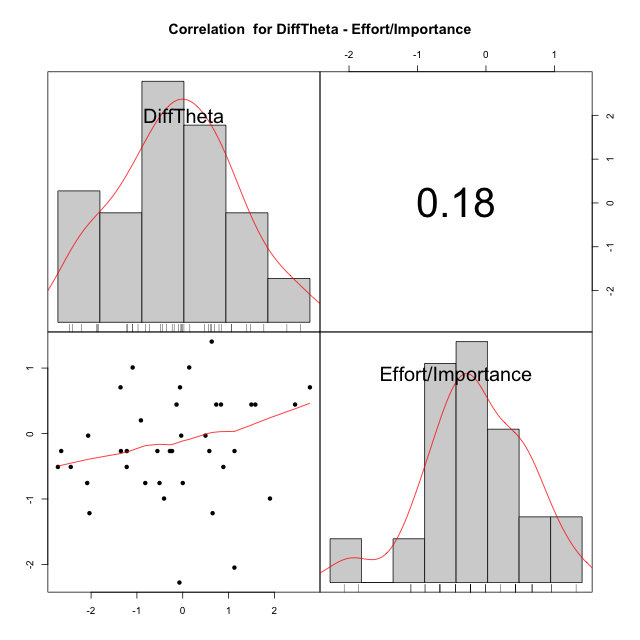 Correlation for DiffTheta - Effort/Importance
-2 -1 0 1
DiffTheta
0.18
2
1
0
-1
-2
Effort/Importance
1
0
-1
-2
-2 -1 0 1 2